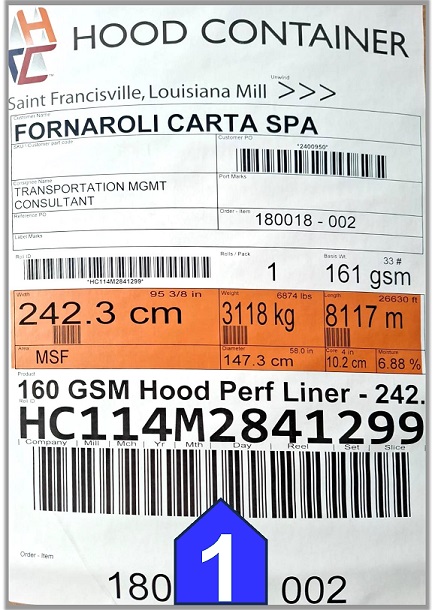 HC
HOOD CONTAINER
Unwind
Saint Francisville, Louisiana Mill >>>
Customer Name
FORNAROLI CARTA SPA
SKU / Customer part code
Customer PO
*2400950*
Consignee Name
TRANSPORTATION MGMT
CONSULTANT
Port Marks
Reference PO
Order - Item
180018 - 002
Label Marks
Roll ID
*HC114M2841299*
Rolls / Pack
1
Basis Wt.
33 #
161 gsm
Width
95 3/8 in
242.3 cm
Weight
6874 lbs
3118 kg
Length
26630 ft
8117 m
Area
MSF
Diameter
58.0 in
147.3 cm
Core
4 in
10.2 cm
Moisture
6.88 %
Product
160 GSM Hood Perf Liner - 242.
Roll ID
HC114M2841299
Company Mill Mch Yr Mth Day Reel Set Slice
Order - Item
180
002
1